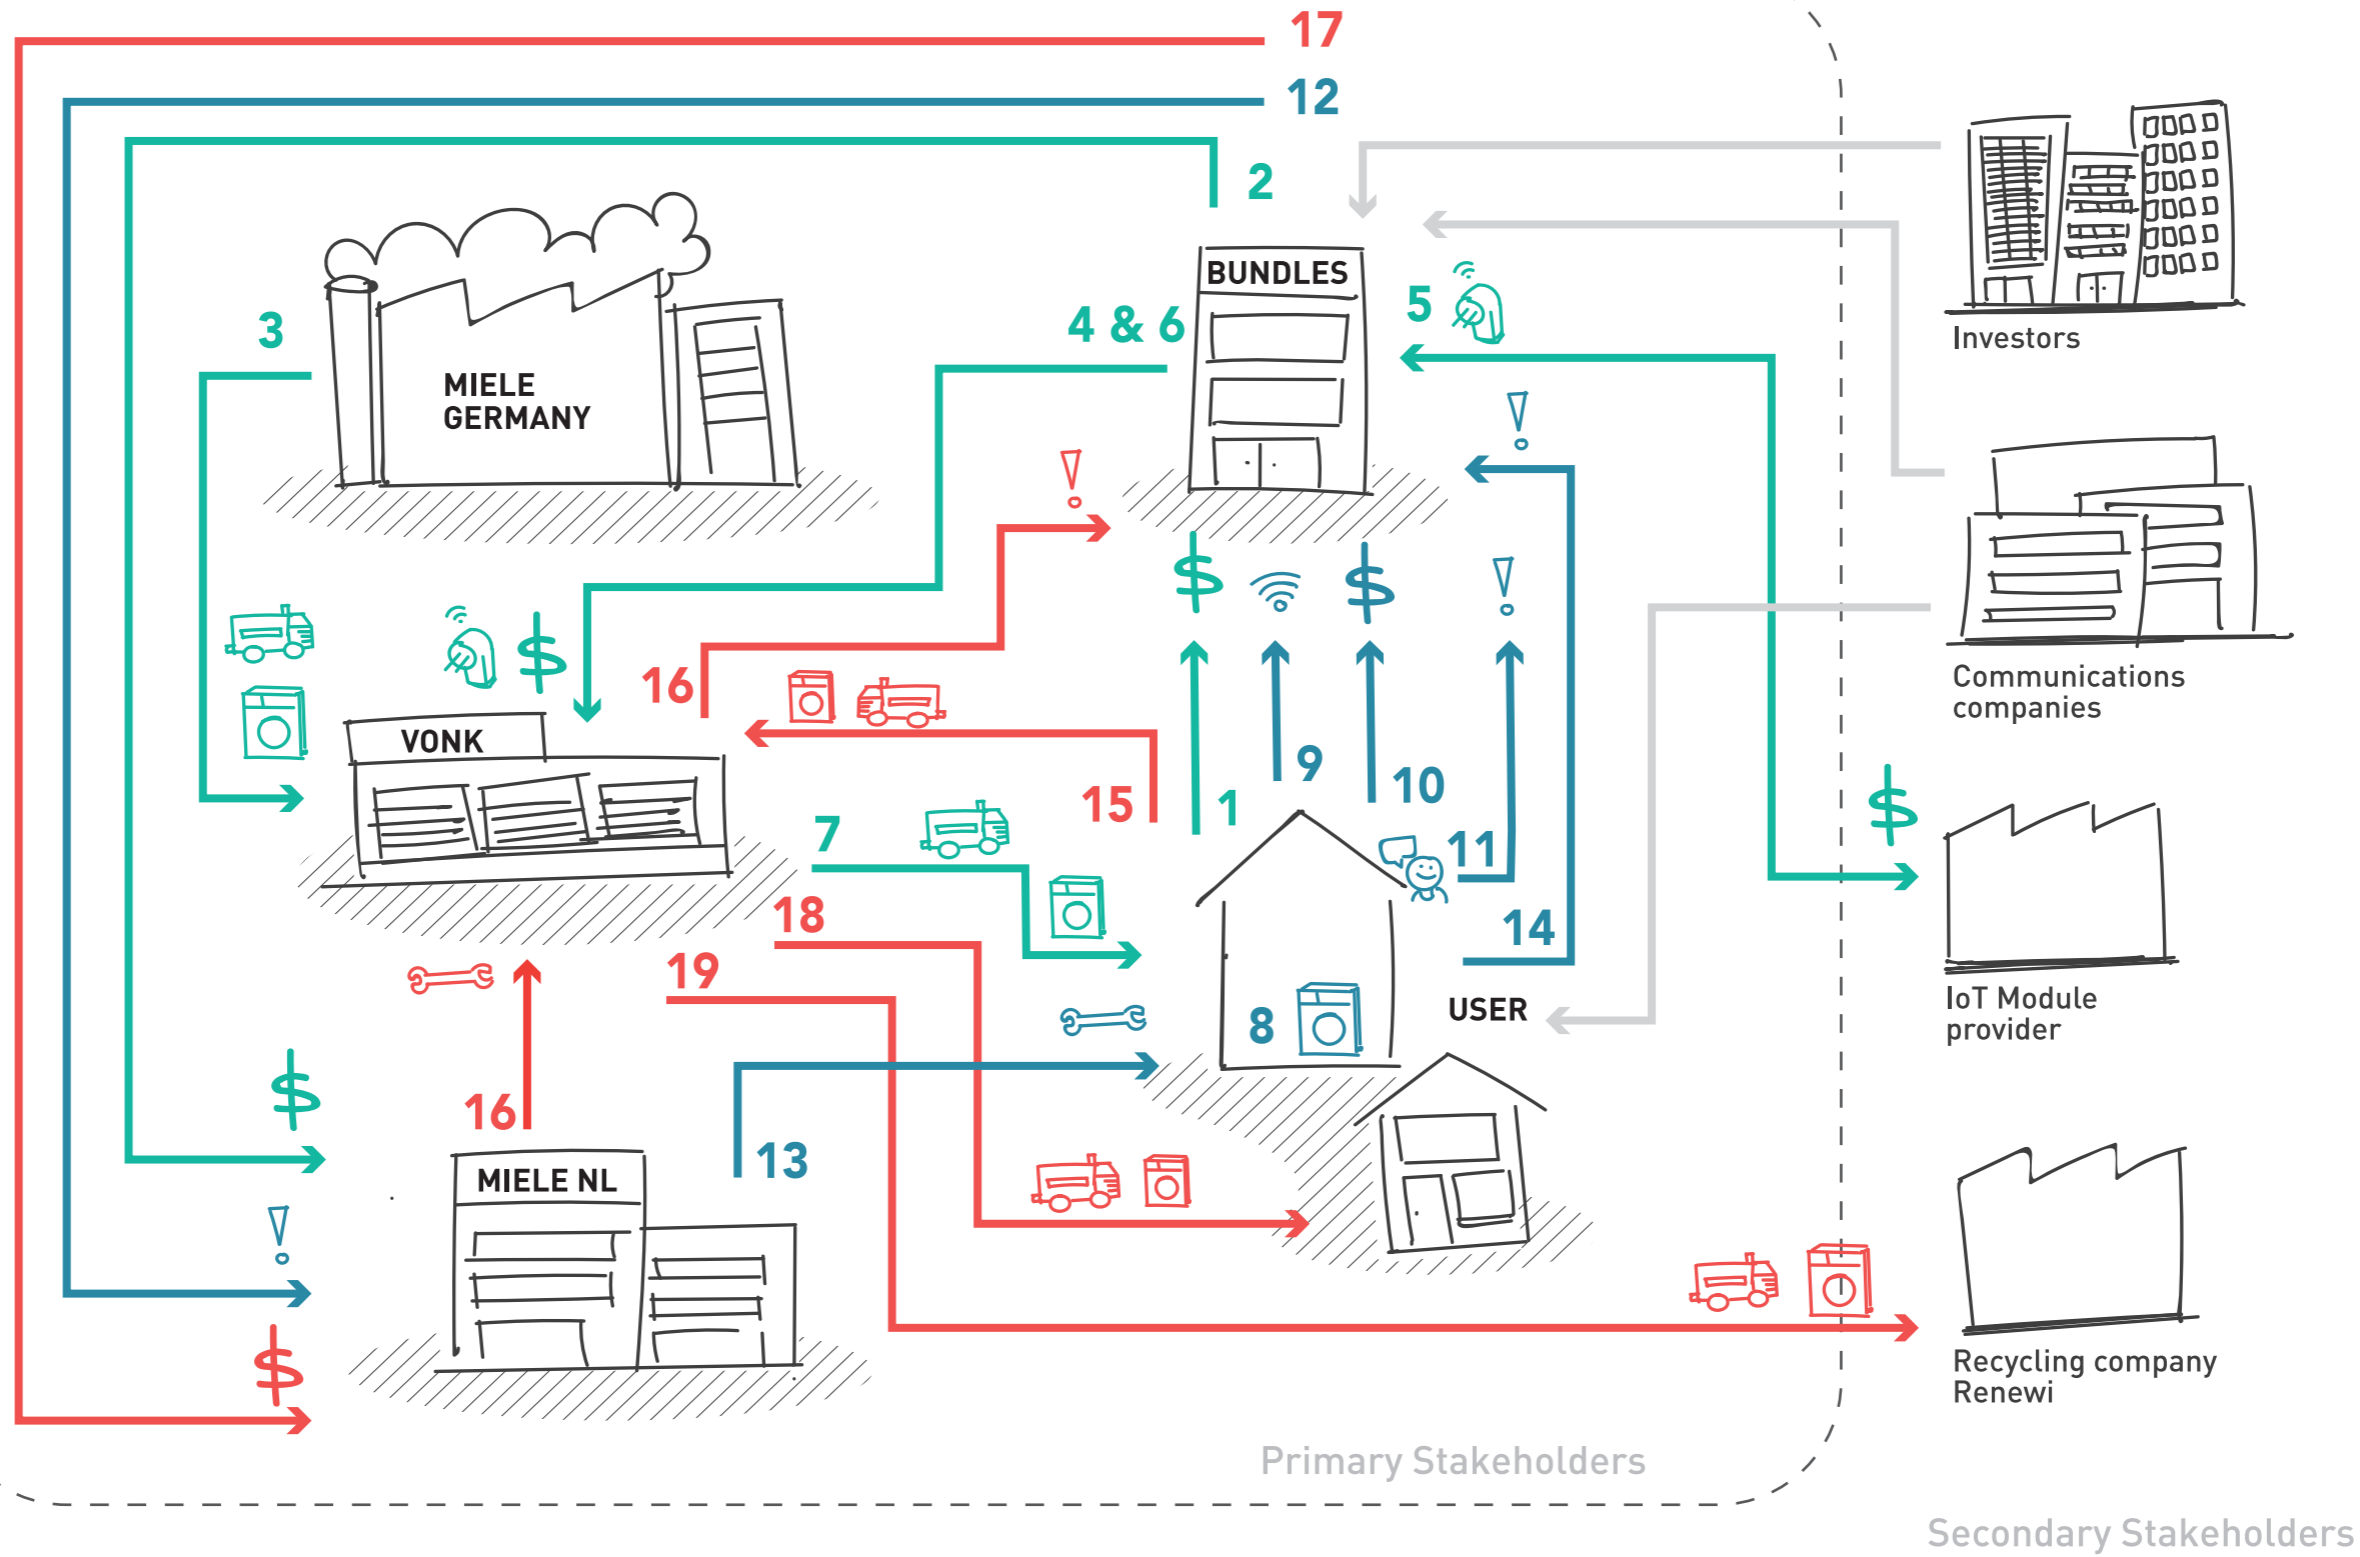 17
12
2
BUNDLES
5
4 & 6
3
MIELE
GERMANY
Investors
16
VONK
Communications
companies
9
10
15
1
7
11
18
14
19
8
USER
IoT Module
provider
16
13
MIELE NL
Recycling company
Renewi
Primary Stakeholders
Secondary Stakeholders